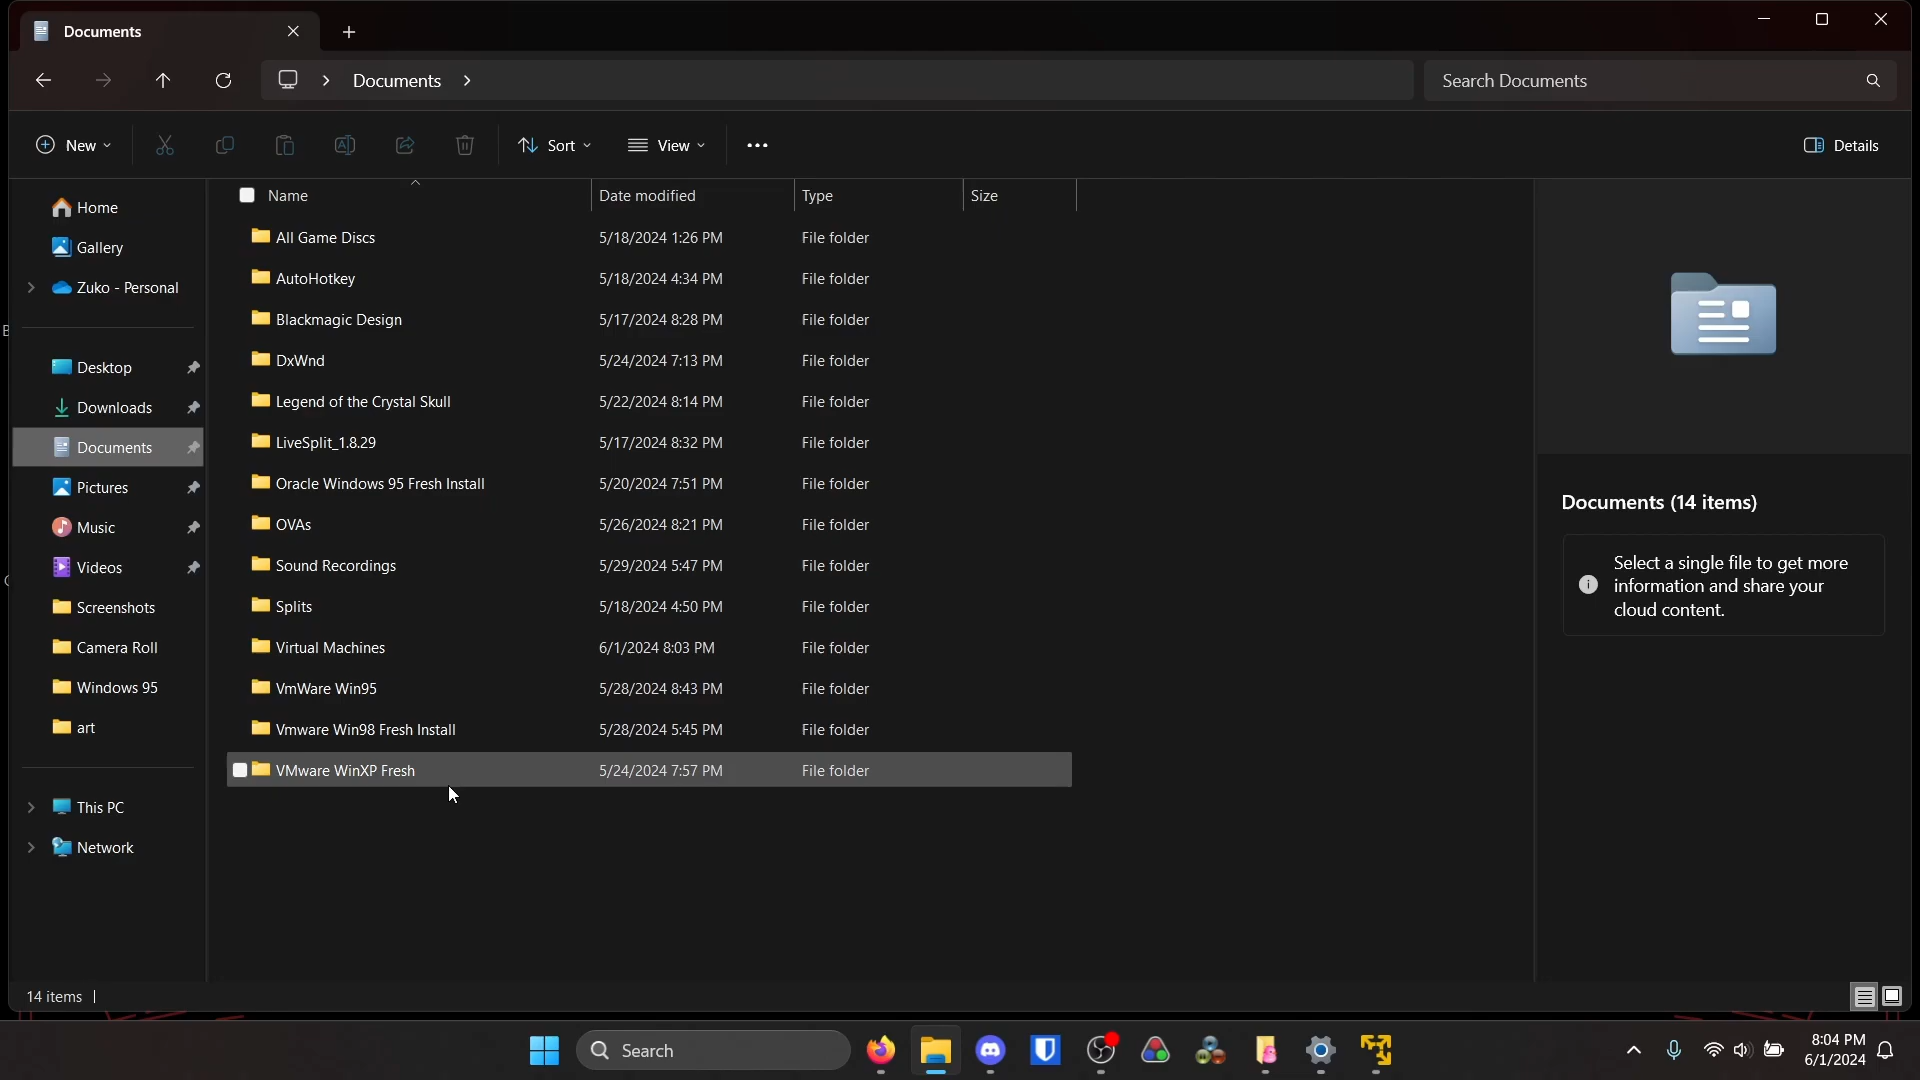 Documents
Documents
Search Documents
New
Sort
View
Details
Home
Gallery
Zuko - Personal
Desktop
Downloads
Documents
Pictures
Music
Videos
Screenshots
Camera Roll
Windows 95
art
This PC
Network
Name Date modified Type Size
All Game Discs 5/18/2024 1:26 PM File folder
AutoHotkey 5/18/2024 4:34 PM File folder
Blackmagic Design 5/17/2024 8:28 PM File folder
DxWnd 5/24/2024 7:13 PM File folder
Legend of the Crystal Skull 5/22/2024 8:14 PM File folder
LiveSplit_1.8.29 5/17/2024 8:32 PM File folder
Oracle Windows 95 Fresh Install 5/20/2024 7:51 PM File folder
OVAs 5/26/2024 8:21 PM File folder
Sound Recordings 5/29/2024 5:47 PM File folder
Splits 5/18/2024 4:50 PM File folder
Virtual Machines 6/1/2024 8:03 PM File folder
VmWare Win95 5/28/2024 8:43 PM File folder
Vmware Win98 Fresh Install 5/28/2024 5:45 PM File folder
VMware WinXP Fresh 5/24/2024 7:57 PM File folder
Documents (14 items)
Select a single file to get more
information and share your
cloud content.
14 items
Search
8:04 PM
6/1/2024